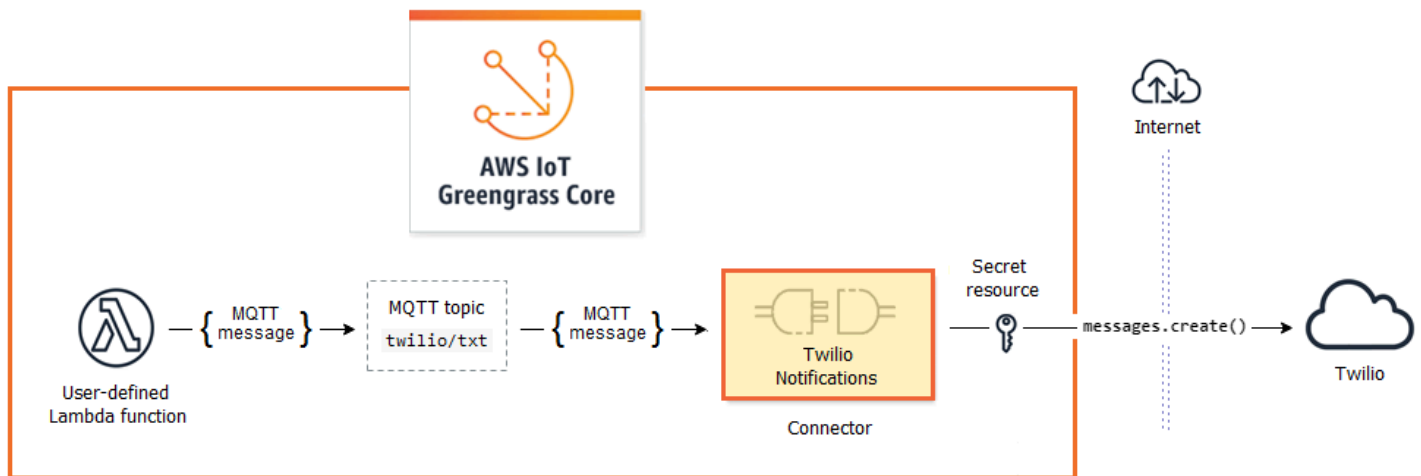 AWS IoT
Greengrass Core
Internet
Secret
resource
MQTT
{ message }
MQTT topic
twilio/txt
MQTT
{ message }
messages.create()
Twilio
Notifications
Twilio
User-defined
Lambda function
Connector